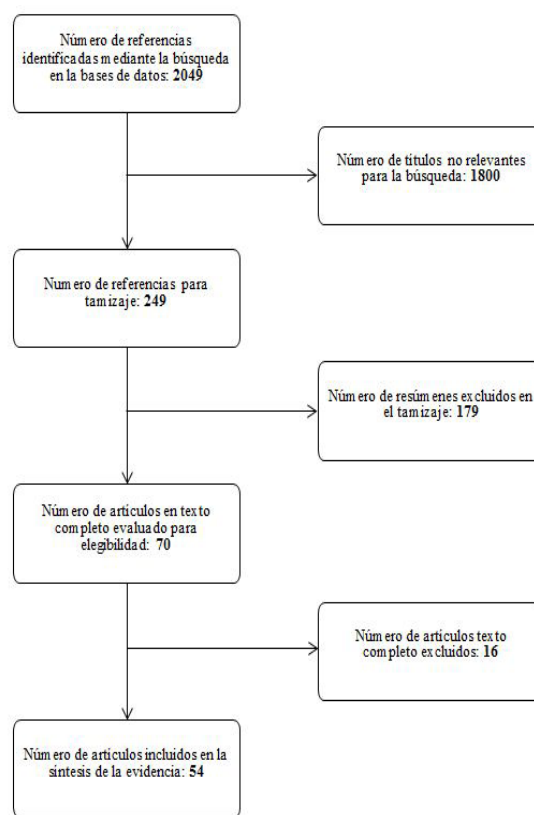 Número de referencias
identificadas mediante la búsqueda
en la bases de datos: 2049
Número de títulos no relevantes
para la búsqueda: 1800
Numero de referencias para
tamizaje: 249
Número de resúmenes excluidos en
el tamizaje: 179
Número de artículos en texto
completo evaluado para
elegibilidad: 70
Número de artículos texto
completo excluidos: 16
Número de artículos incluidos en la
síntesis de la evidencia: 54